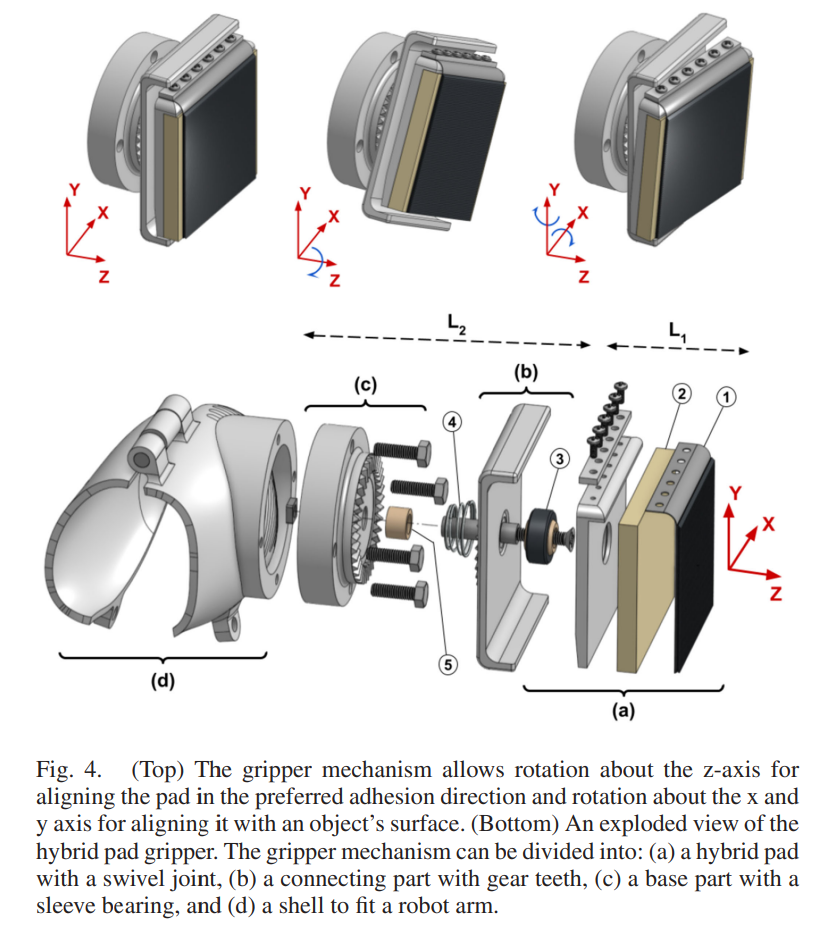 Y
X
Z
Y
X
Z
Y
X
Z
L2
L1
(c)
(b)
4
3
2
1
Y
X
Z
5
(d)
(a)
Fig. 4. (Top) The gripper mechanism allows rotation about the z-axis for
aligning the pad in the preferred adhesion direction and rotation about the x and
y axis for aligning it with an object's surface. (Bottom) An exploded view of the
hybrid pad gripper. The gripper mechanism can be divided into: (a) a hybrid pad
with a swivel joint, (b) a connecting part with gear teeth, (c) a base part with a
sleeve bearing, and (d) a shell to fit a robot arm.